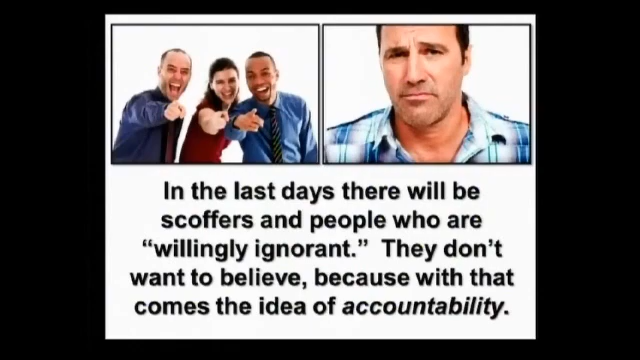 In the last days there will be
scoffers and people who are
“willingly ignorant.”  They don’t
want to believe, because with that
comes the idea of accountability.